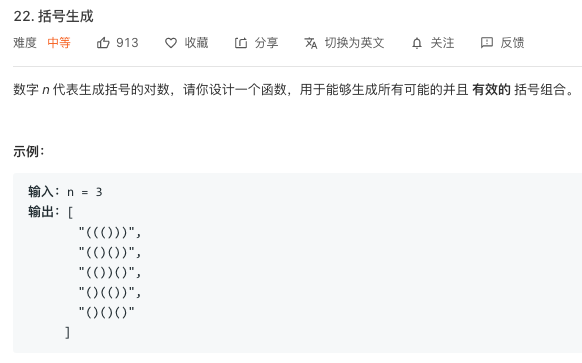 22. 括号生成
难度 中等 913 收藏 分享 切换为英文 关注 反馈
数字 n 代表生成括号的对数，请你设计一个函数，用于能够生成所有可能的并且 有效的 括号组合。
示例：
输入：n = 3
输出：[
"((()))",
"(()())",
"(())()",
"()(())",
"()()()"
]